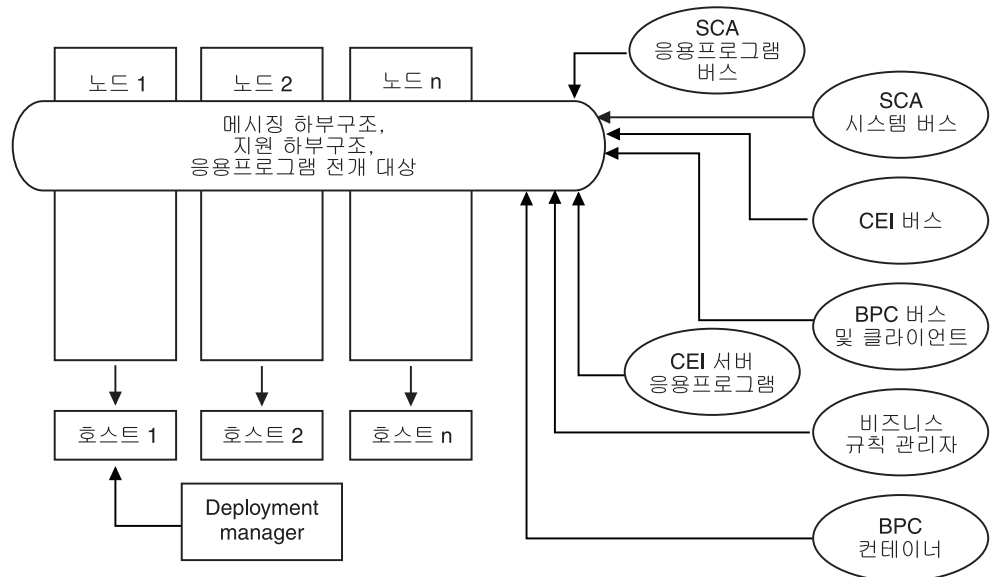 SCA
응용프로그램
버스
노드 1
노드 2
노드 n
SCA
시스템 버스
메시징 하부구조,
지원 하부구조,
응용프로그램 전개 대상
CEI 버스
BPC 버스
및 클라이언트
CEI 서버
응용프로그램
호스트 1
호스트 2
호스트 n
비즈니스
규칙 관리자
Deployment
manager
BPC
컨테이너